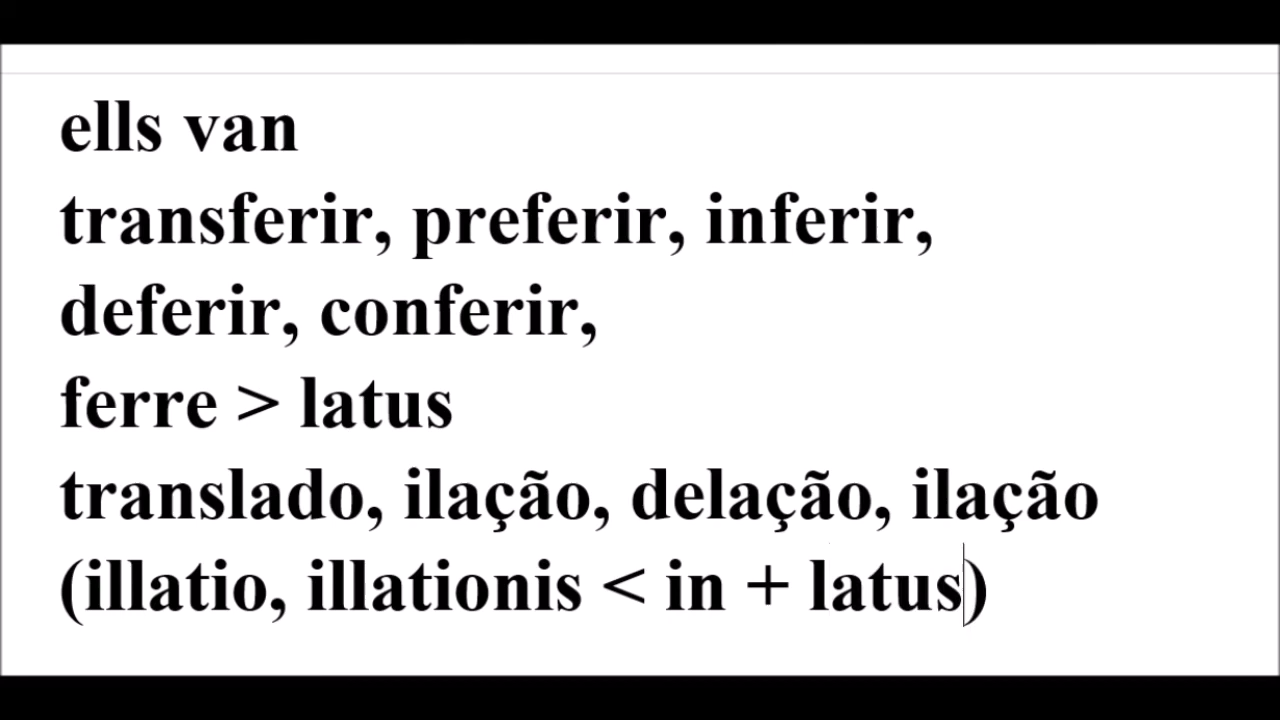 ells van
transferir, preferir, inferir,
deferir, conferir,
ferre > latus
translado, ilação, delação, ilação
(illatio, illationis < in + latus)